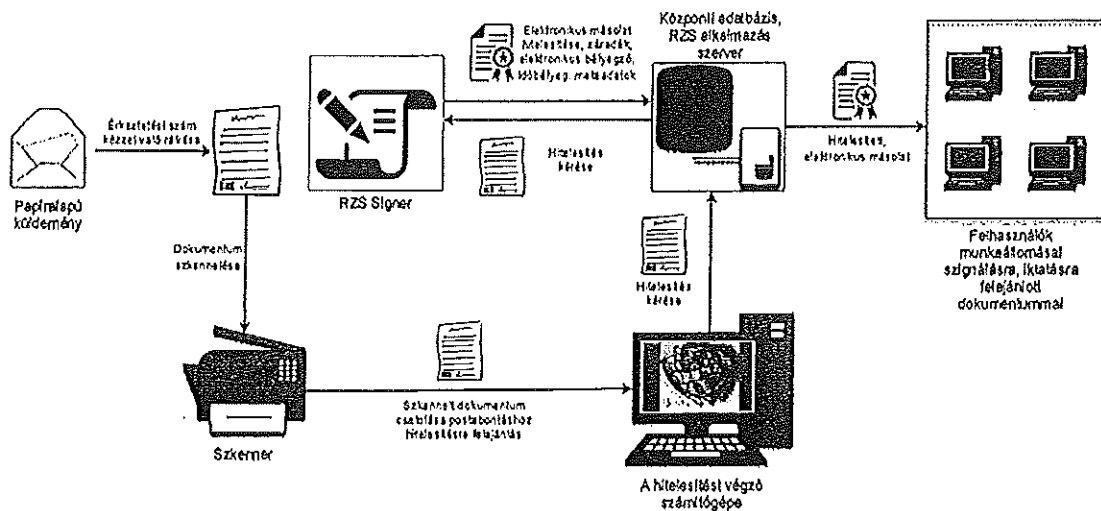 Papíralapú
küldemény
Érkeztetési szám
kézzel való ráírása
Dokumentum
szkennelése
Szkenner
Szkennelt dokumentum
csatolása postabontáshoz
hitelesítésre felajánlás
A hitelesítést végző
számítógépe
Hitelesítés
kérése
RZS Signer
Hitelesítés
kérése
Elektronikus másolat
hitelesítése, záradék,
elektronikus bélyegző,
időbélyeg, metaadatok
Központi adatbázis,
RZS alkalmazás
szerver
Hiteles,
elektronikus másolat
Felhasználók
munkaállomásai
szignálásra, iktatásra
felajánlott
dokumentummal